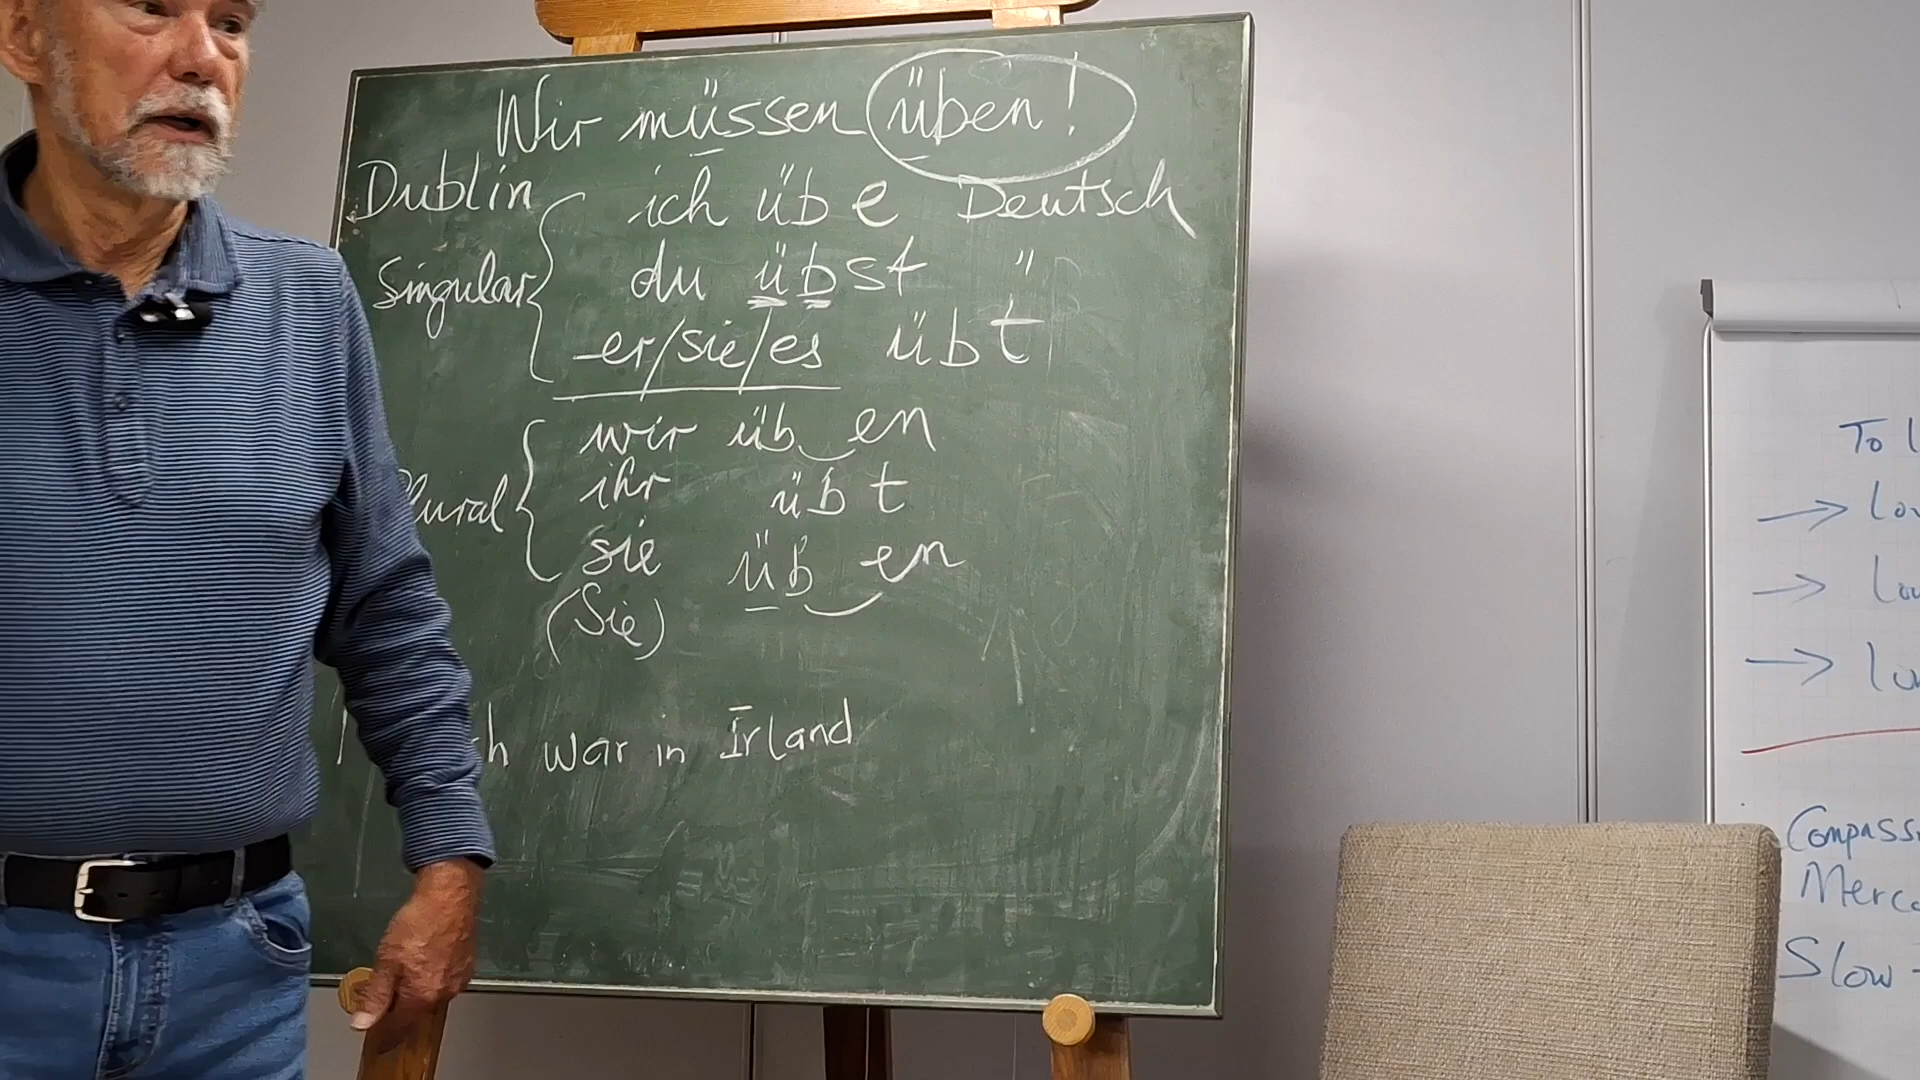 Wir müssen üben!
Dublin
ich übe Deutsch
Singular
du übst "
er/sie/es übt
wir üben
ihr übt
Plural
sie üben
(Sie)
war in Irland
To
Slow